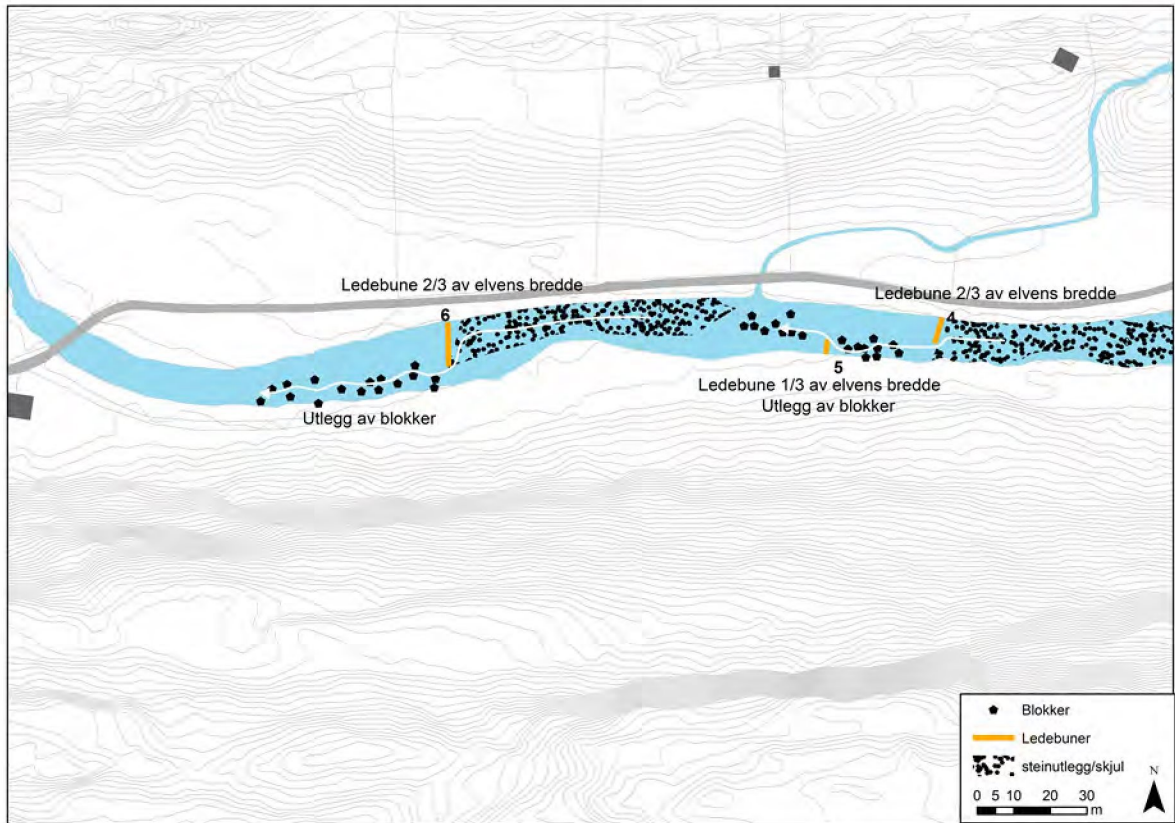 Ledebune 2/3 av elvens bredde
6
Ledebune 2/3 av elvens bredde
4
5
Ledebune 1/3 av elvens bredde
Utlegg av blokker
Utlegg av blokker
Blokker
Ledebuner
steinutlegg/skjul
N
0 5 10 20 30
m